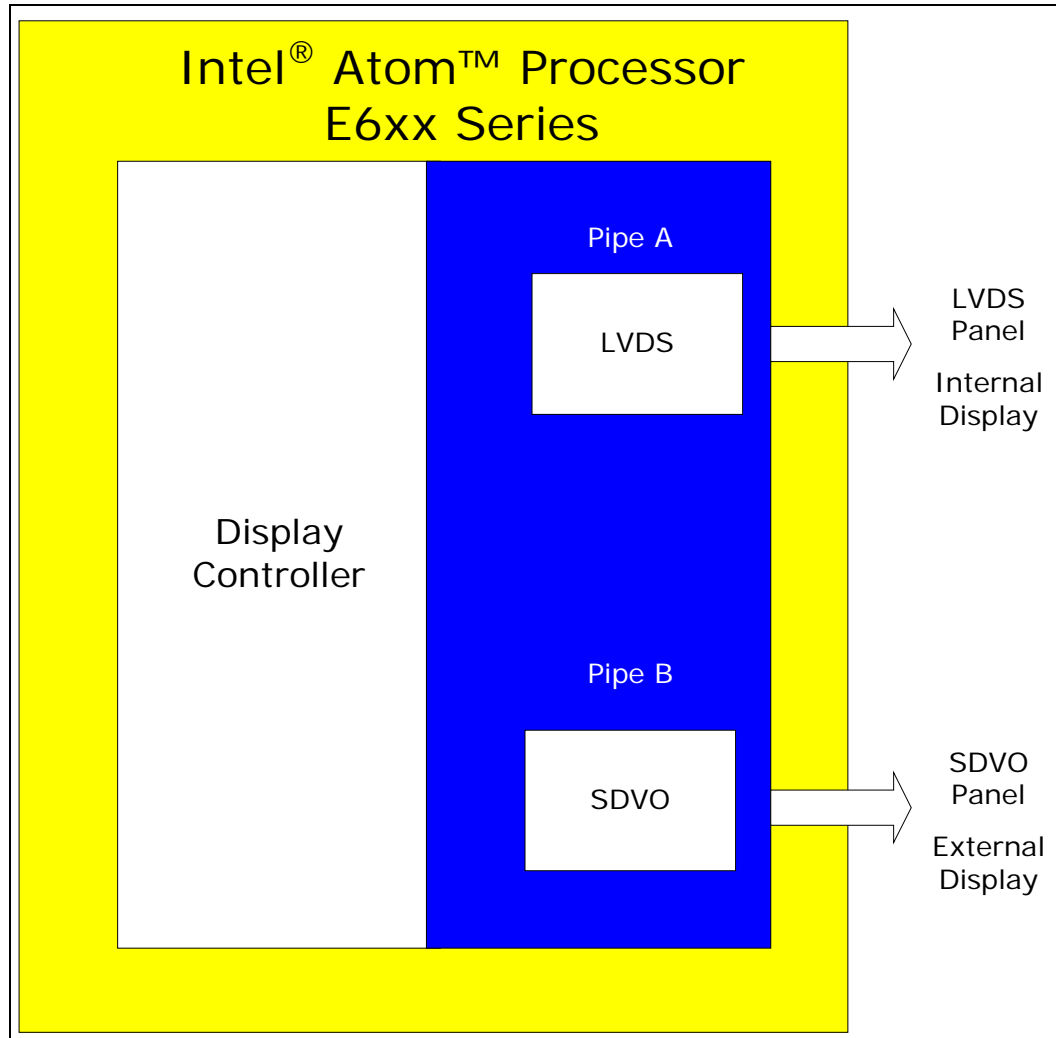 Intel® Atom™ Processor
E6xx Series
Pipe A
LVDS
LVDS
Panel
Internal
Display
Display
Controller
Pipe B
SDVO
SDVO
Panel
External
Display